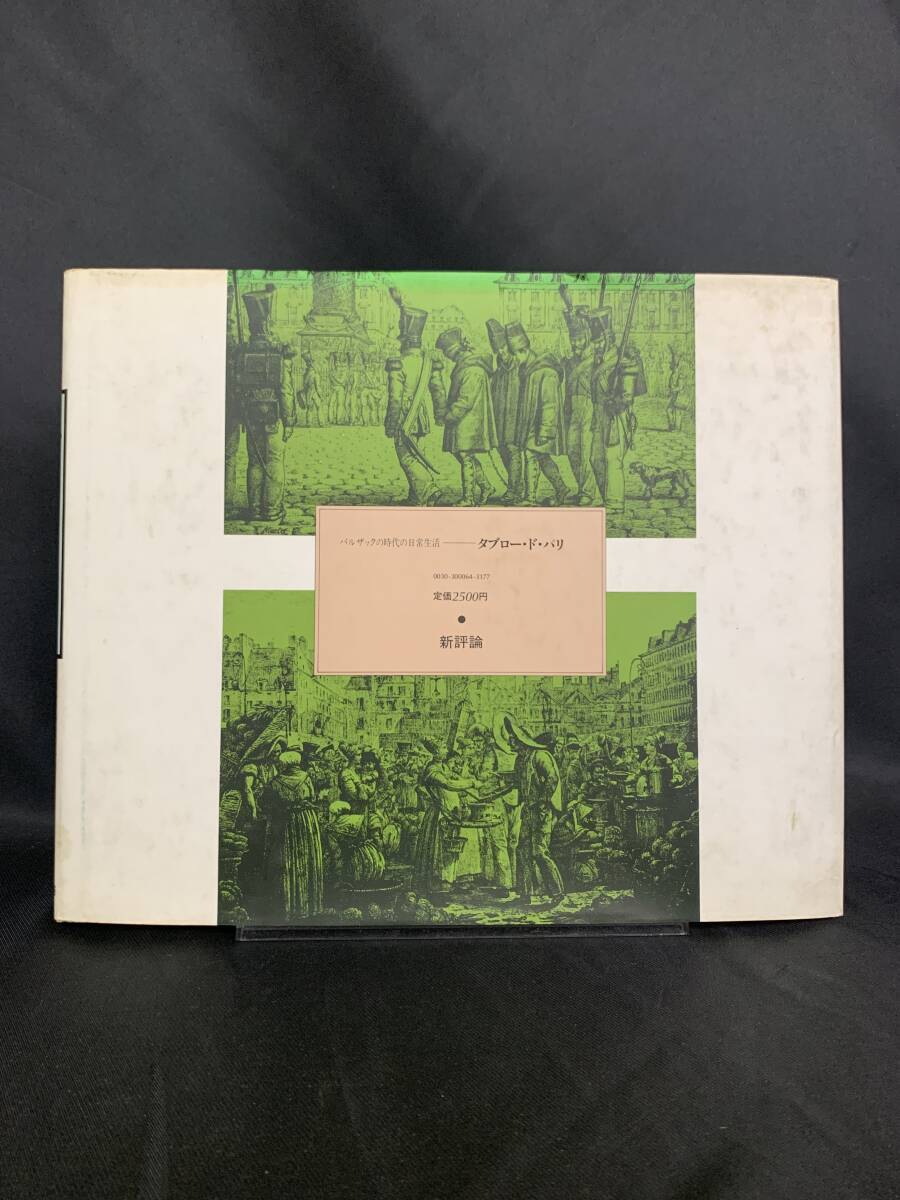 バルザックの時代の日常生活――タブロー・ド・パリ
0030-300064-3177
定価2500円
●
新評論